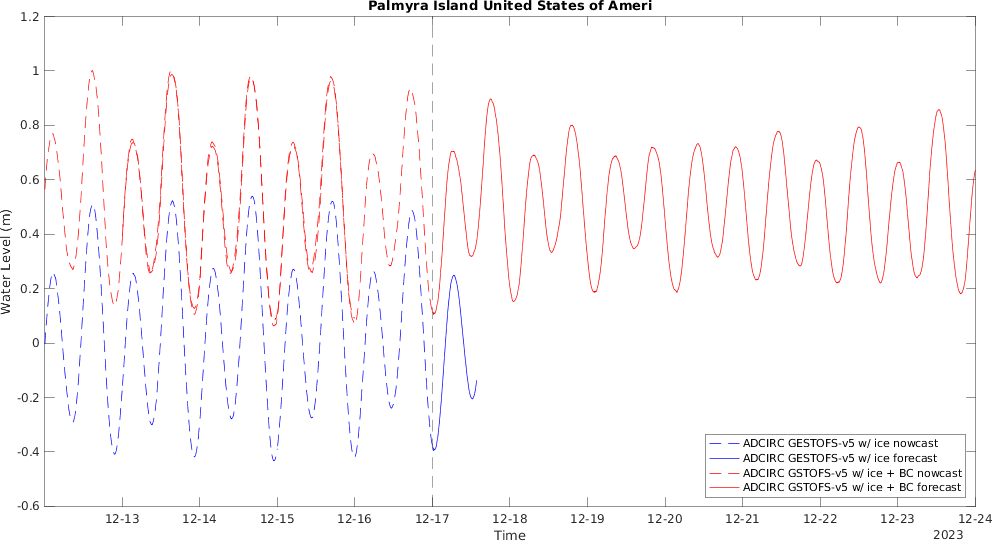 Palmyra Island United States of Ameri
1.2
1
0.8
0.6
0.4
0.2
0
-0.2
-0.4
-0.6
Water Level (m)
ADCIRC GESTOFS-v5 w/ ice nowcast
ADCIRC GESTOFS-v5 w/ ice forecast
ADCIRC GSTOFS-v5 w/ ice + BC nowcast
ADCIRC GSTOFS-v5 w/ ice + BC forecast
12-13 12-14 12-15 12-16 12-17 12-18 12-19 12-20 12-21 12-22 12-23 12-24
Time
2023